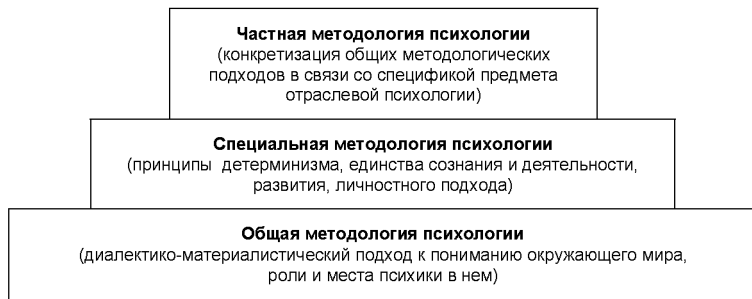 Частная методология психологии
(конкретизация общих методологических
подходов в связи со спецификой предмета
отраслевой психологии)
Специальная методология психологии
(принципы детерминизма, единства сознания и деятельности,
развития, личностного подхода)
Общая методология психологии
(диалектико-материалистический подход к пониманию окружающего мира,
роли и места психики в нем)